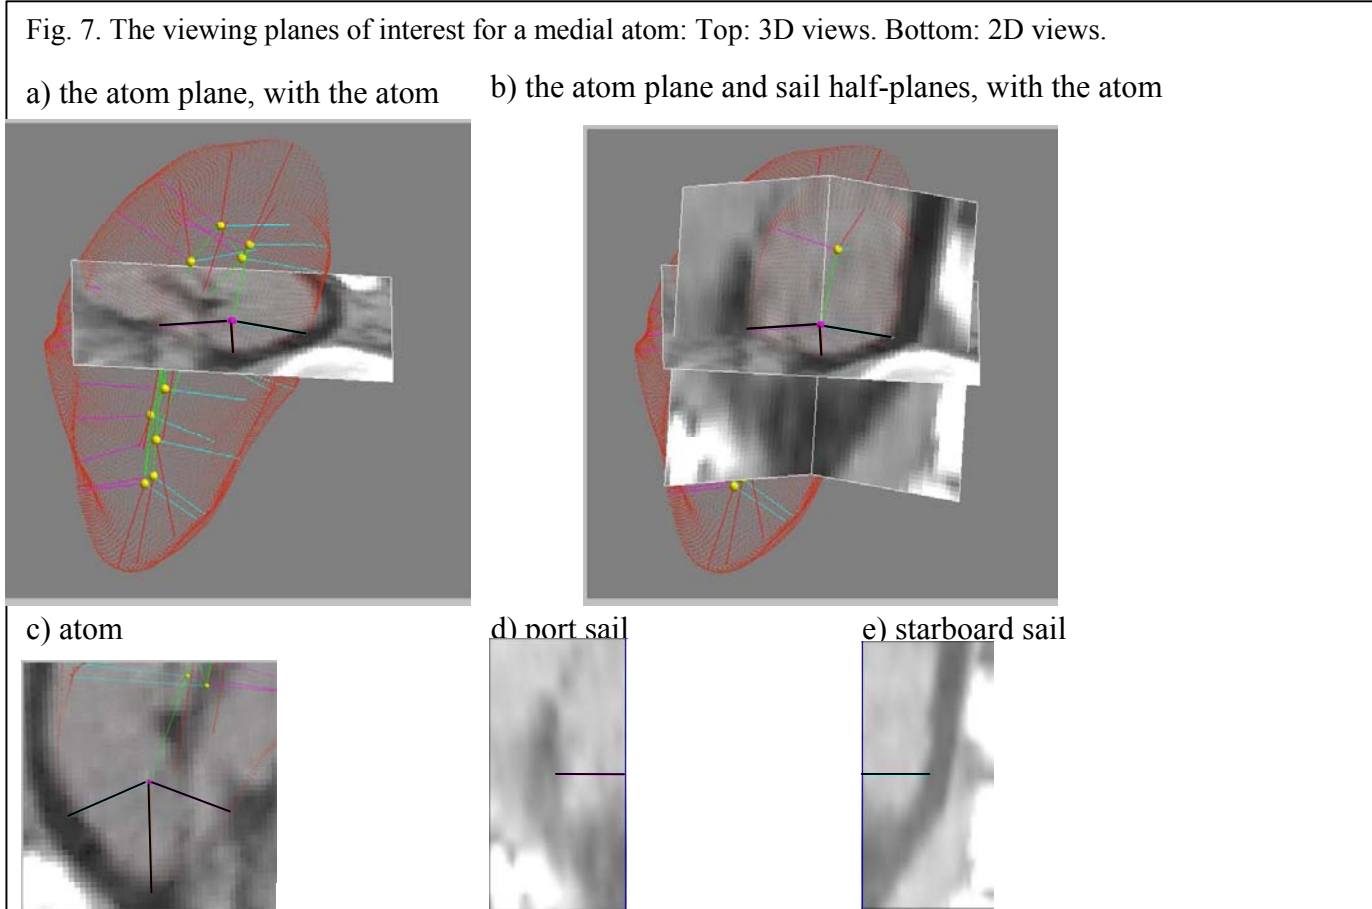 Fig. 7. The viewing planes of interest for a medial atom: Top: 3D views. Bottom: 2D views.
a) the atom plane, with the atom
b) the atom plane and sail half-planes, with the atom
c) atom
d) port sail
e) starboard sail